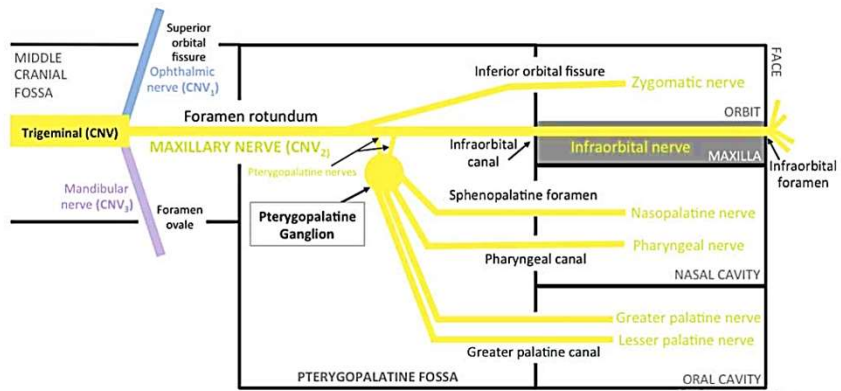 MIDDLE
CRANIAL
FOSSA
Superior
orbital
fissure
Ophthalmic
nerve (CNV₁)
Trigeminal (CNV)
Foramen rotundum
MAXILLARY NERVE (CNV₂)
Pterygopalatine nerves
Mandibular
nerve (CNV₃)
Foramen
ovale
Pterygopalatine
Ganglion
PTERYGOPALATINE FOSSA
Inferior orbital fissure
Zygomatic nerve
ORBIT
FACE
Infraorbital
canal
Infraorbital nerve
MAXILLA
Infraorbital
foramen
Sphenopalatine foramen
Nasopalatine nerve
Pharyngeal nerve
Pharyngeal canal
NASAL CAVITY
Greater palatine nerve
Lesser palatine nerve
Greater palatine canal
ORAL CAVITY